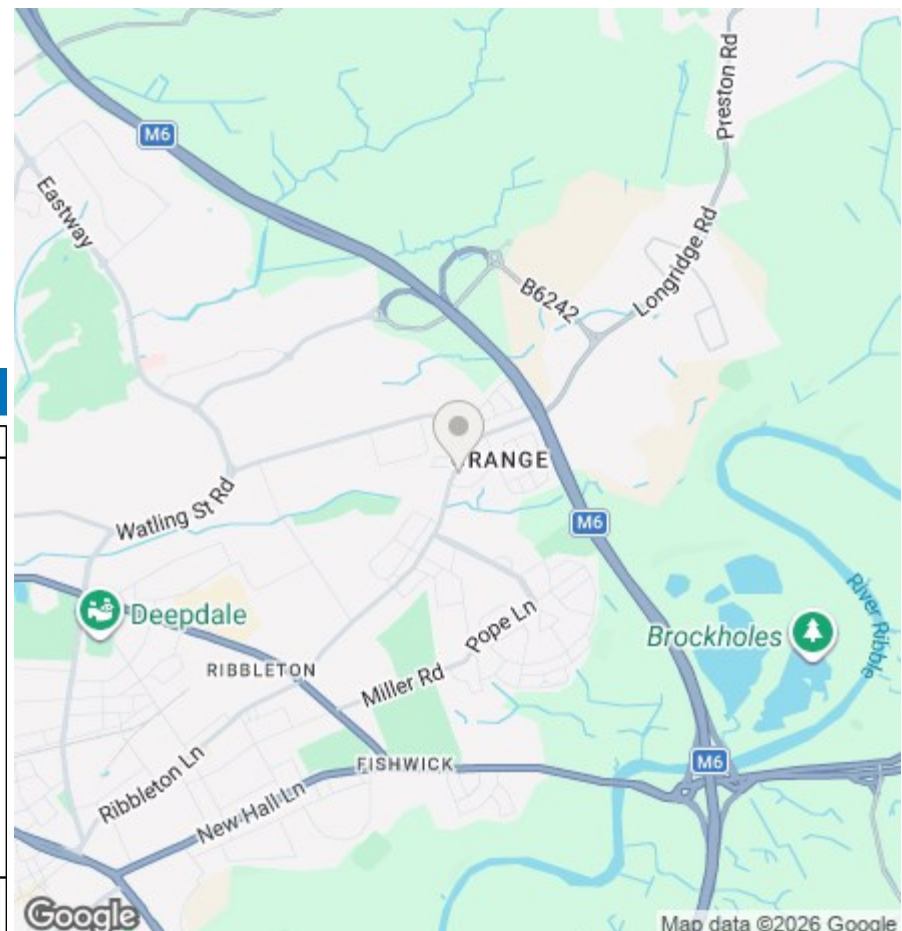 Preston Rd
M6
Eastway
Longridge Rd
B6242
RANGE
Watling St Rd
M6
Deepdale
Pope Ln
Brockholes
River Ribble
RIBBLETON
Miller Rd
FISHWICK
M6
Ribbleton Ln
New Hall Ln
Google
Map data ©2026 Google